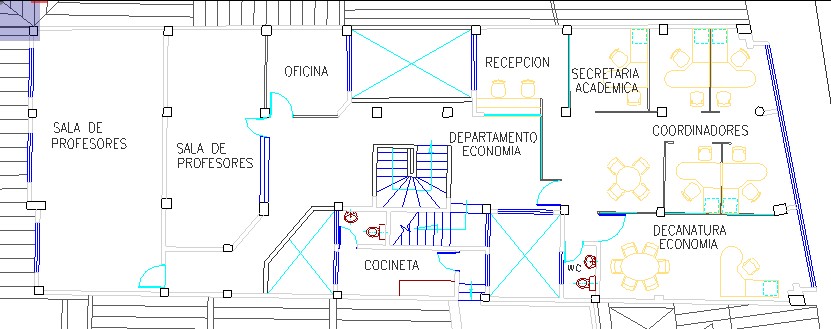 SALA DE
PROFESORES
SALA DE
PROFESORES
OFICINA
RECEPCION
SECRETARIA
ACADEMICA
DEPARTAMENTO
ECONOMIA
COORDINADORES
DECANATURA
ECONOMIA
COCINETA
WC